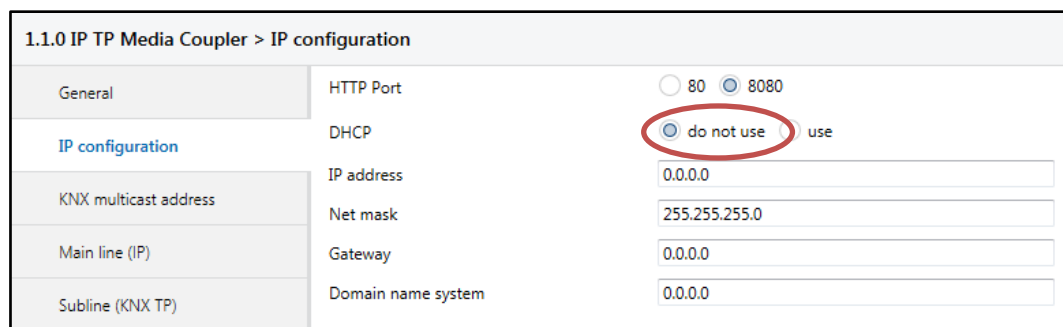 1.1.0 IP TP Media Coupler > IP configuration
General
IP configuration
KNX multicast address
Main line (IP)
Subline (KNX TP)
HTTP Port 80 8080
DHCP do not use use
IP address 0.0.0.0
Net mask 255.255.255.0
Gateway 0.0.0.0
Domain name system 0.0.0.0